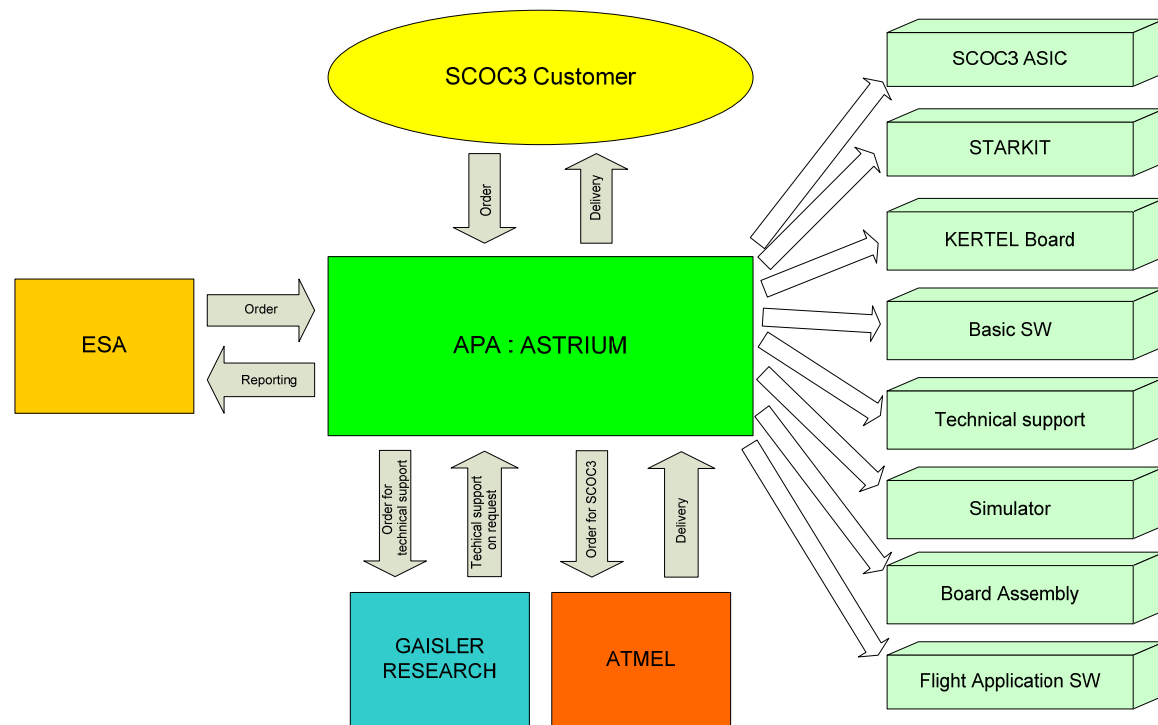 SCOC3 Customer
Order
Delivery
ESA
Order
Reporting
APA : ASTRIUM
Order for
technical support
Techical support
on request
Order for SCOC3
Delivery
GAISLER
RESEARCH
ATMEL
SCOC3 ASIC
STARKIT
KERTEL Board
Basic SW
Technical support
Simulator
Board Assembly
Flight Application SW